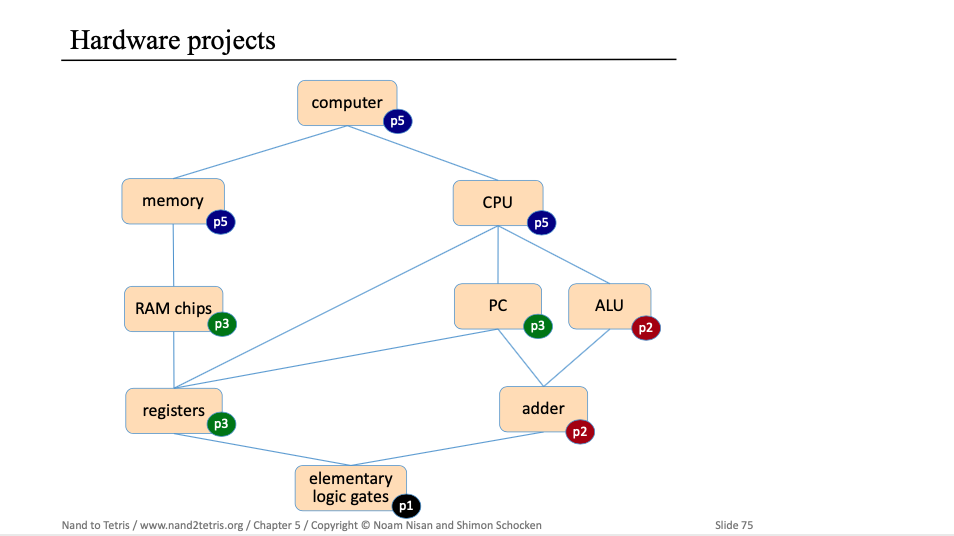 Hardware projects
computer
p5
memory
p5
CPU
p5
RAM chips
p3
PC
p3
ALU
p2
registers
p3
adder
p2
elementary
logic gates
p1
Nand to Tetris / www.nand2tetris.org / Chapter 5 / Copyright © Noam Nisan and Shimon Schocken
Slide 75